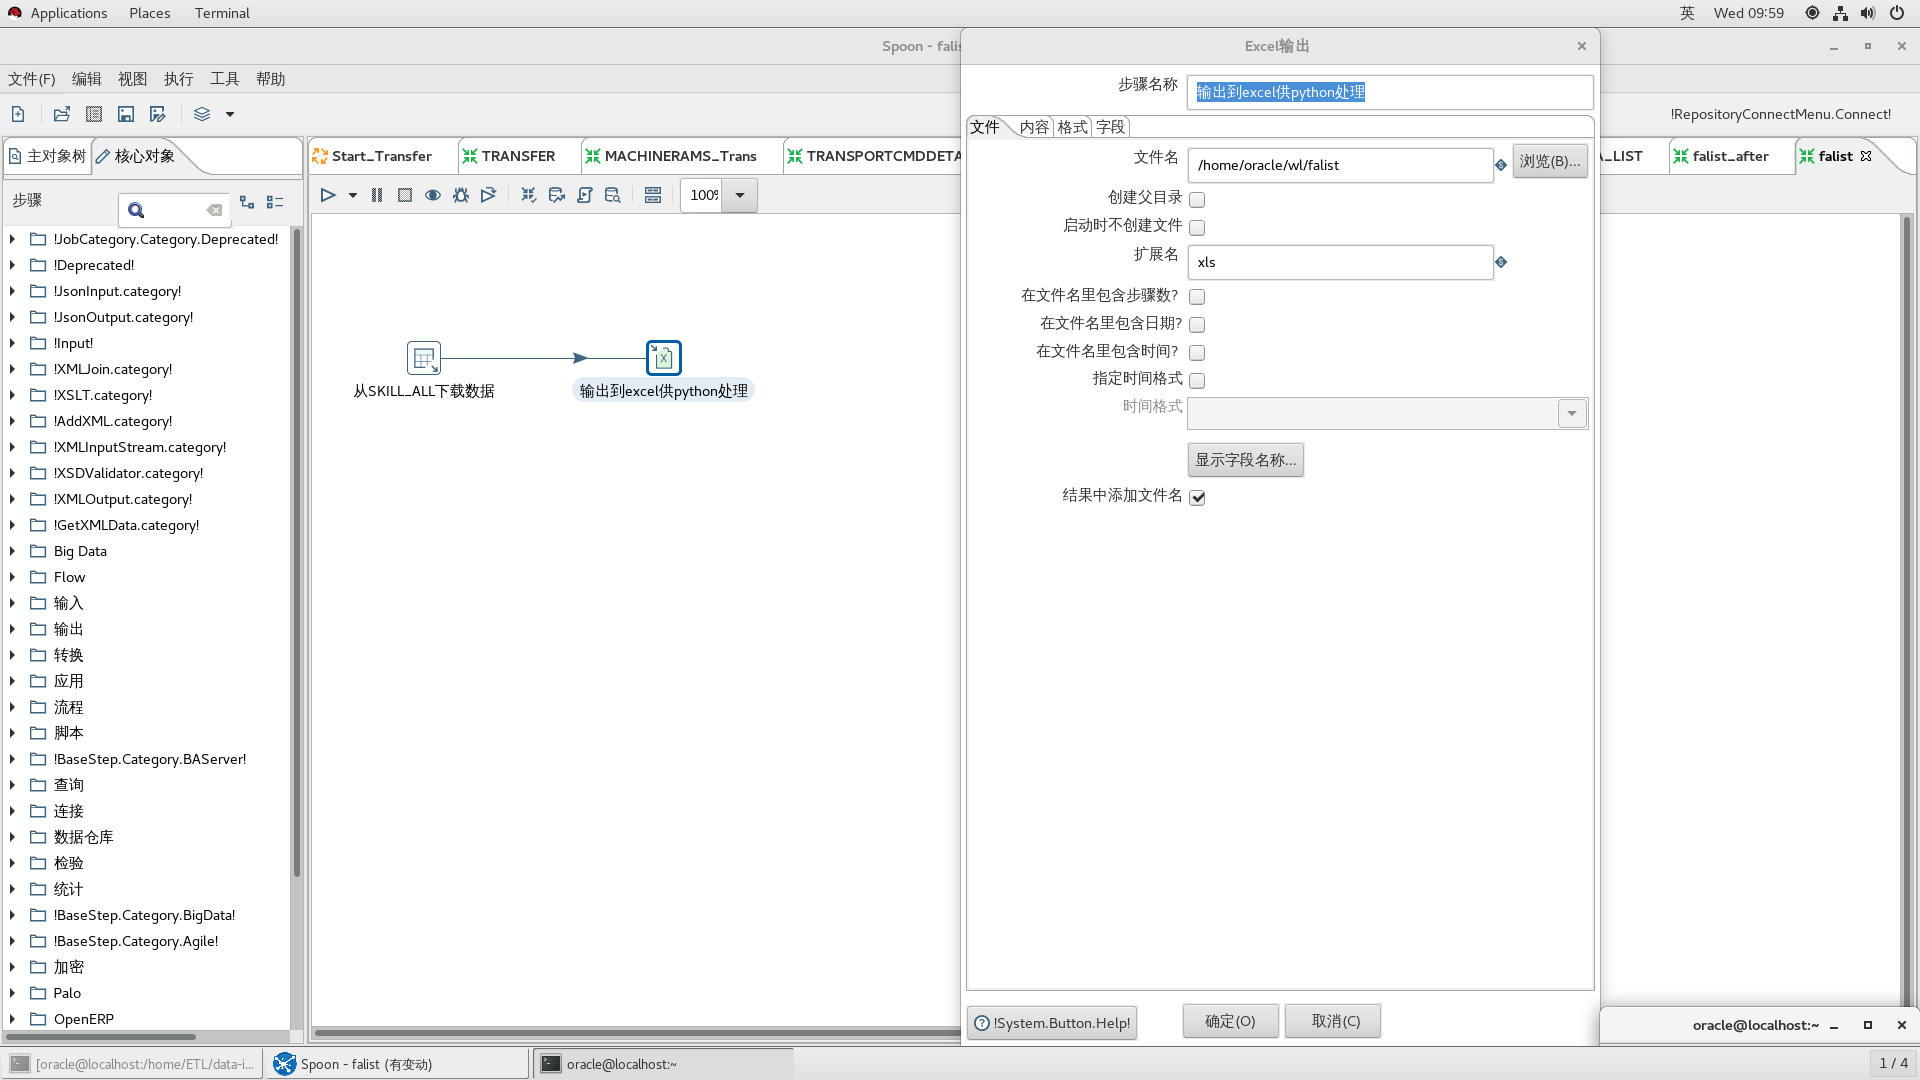 Applications Places Terminal 英 Wed 09:59
Spoon - falis
文件(F) 编辑 视图 执行 工具 帮助
!RepositoryConnectMenu.Connect!
主对象树 核心对象
Start_Transfer TRANSFER MACHINERAMS_Trans TRANSPORTCMDDETA A_LIST falist_after falist
步骤
100%
!JobCategory.Category.Deprecated!
!Deprecated!
!JsonInput.category!
!JsonOutput.category!
!Input!
!XMLJoin.category!
!XSLT.category!
!AddXML.category!
!XMLInputStream.category!
!XSDValidator.category!
!XMLOutput.category!
!GetXMLData.category!
Big Data
Flow
输入
输出
转换
应用
流程
脚本
!BaseStep.Category.BAServer!
查询
连接
数据仓库
检验
统计
!BaseStep.Category.BigData!
!BaseStep.Category.Agile!
加密
Palo
OpenERP
从SKILL_ALL下载数据
输出到excel供python处理
Excel输出
步骤名称 输出到excel供python处理
文件 内容 格式 字段
文件名 /home/oracle/wl/falist 浏览(B)...
创建父目录
启动时不创建文件
扩展名 xls
在文件名里包含步骤数?
在文件名里包含日期?
在文件名里包含时间?
指定时间格式
时间格式
显示字段名称...
结果中添加文件名
!System.Button.Help! 确定(O) 取消(C)
oracle@localhost:~
[oracle@localhost:/home/ETL/data-i... Spoon - falist (有变动) oracle@localhost:~ 1 / 4